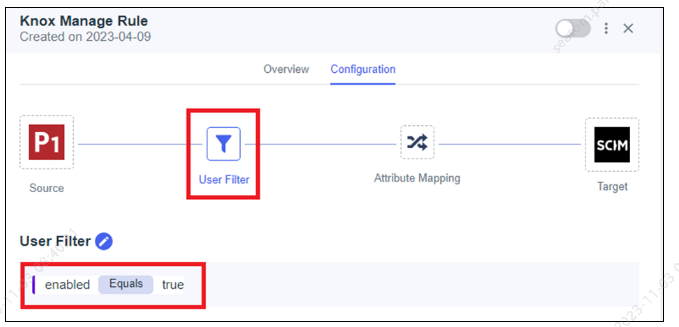 Knox Manage Rule
Created on 2023-04-09
Overview Configuration
P1
SCIM
Source
User Filter
Attribute Mapping
Target
User Filter
enabled Equals true